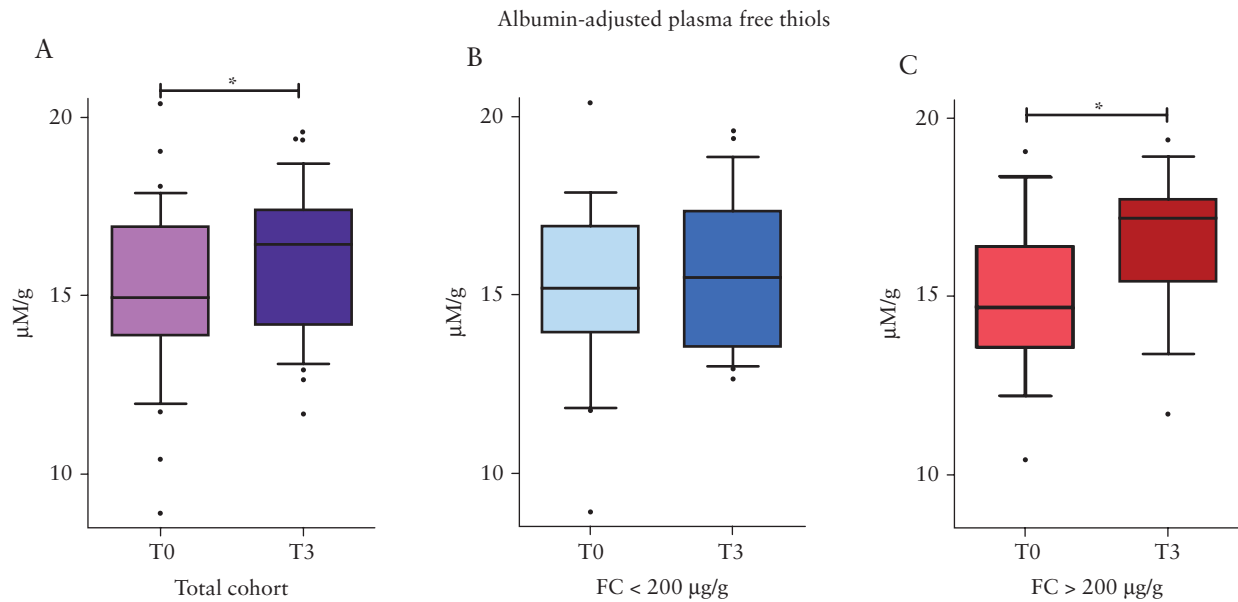 Albumin-adjusted plasma free thiols
A
*
20
15
10
µM/g
T0 T3
Total cohort
B
20
15
10
µM/g
T0 T3
FC < 200 µg/g
C
*
20
15
10
µM/g
T0 T3
FC > 200 µg/g